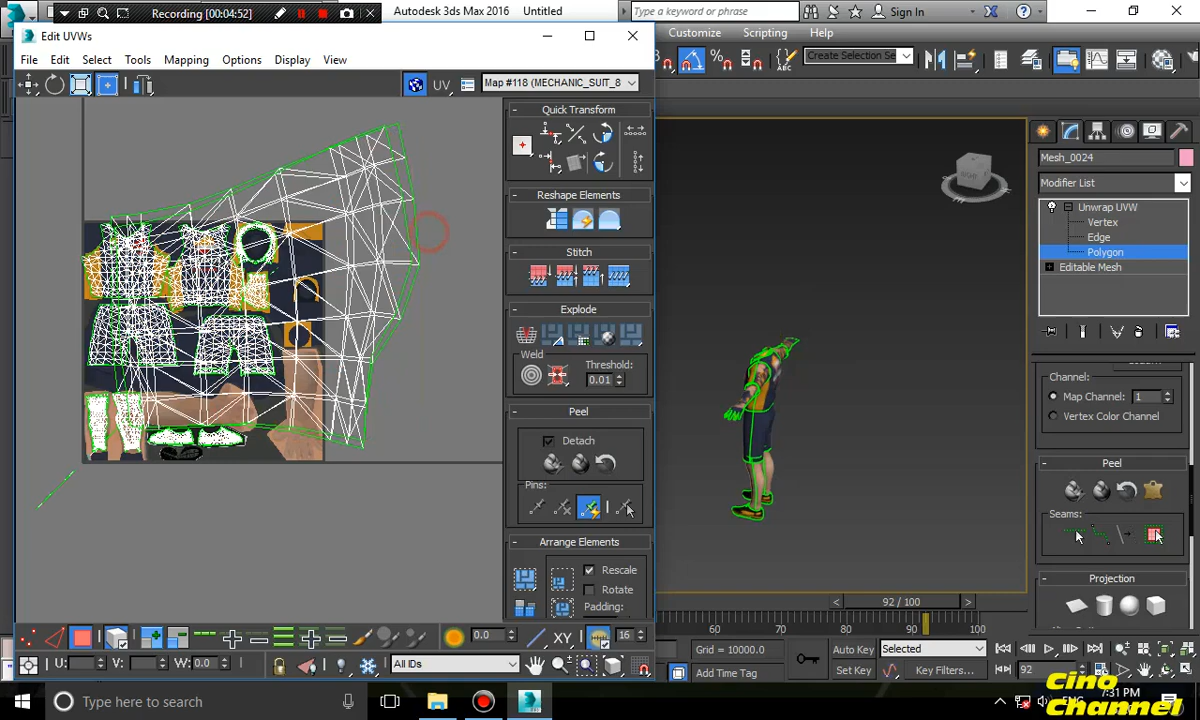 Recording [00:04:52]
Autodesk 3ds Max 2016
Untitled
Type a keyword or phrase
Sign In
Edit UVWs
Customize
Scripting
Help
File
Edit
Select
Tools
Mapping
Options
Display
View
Create Selection Se
UV
Map #118 (MECHANIC_SUIT_8
Quick Transform
Reshape Elements
Stitch
Explode
Weld
Threshold:
0.01
Peel
Detach
Pins:
Arrange Elements
Rescale
Rotate
Padding:
RIGHT
Mesh_0024
Modifier List
Unwrap UVW
Vertex
Edge
Polygon
Editable Mesh
Channel:
Map Channel:
1
Vertex Color Channel
Peel
Seams:
Projection
92 / 100
60
70
80
90
100
0.0
XY
16
U:
V:
W:
0.0
All IDs
Grid = 10000.0
Add Time Tag
Auto Key
Selected
Set Key
Key Filters...
92
Type here to search
ENG
7:31 PM
Cino
Channel